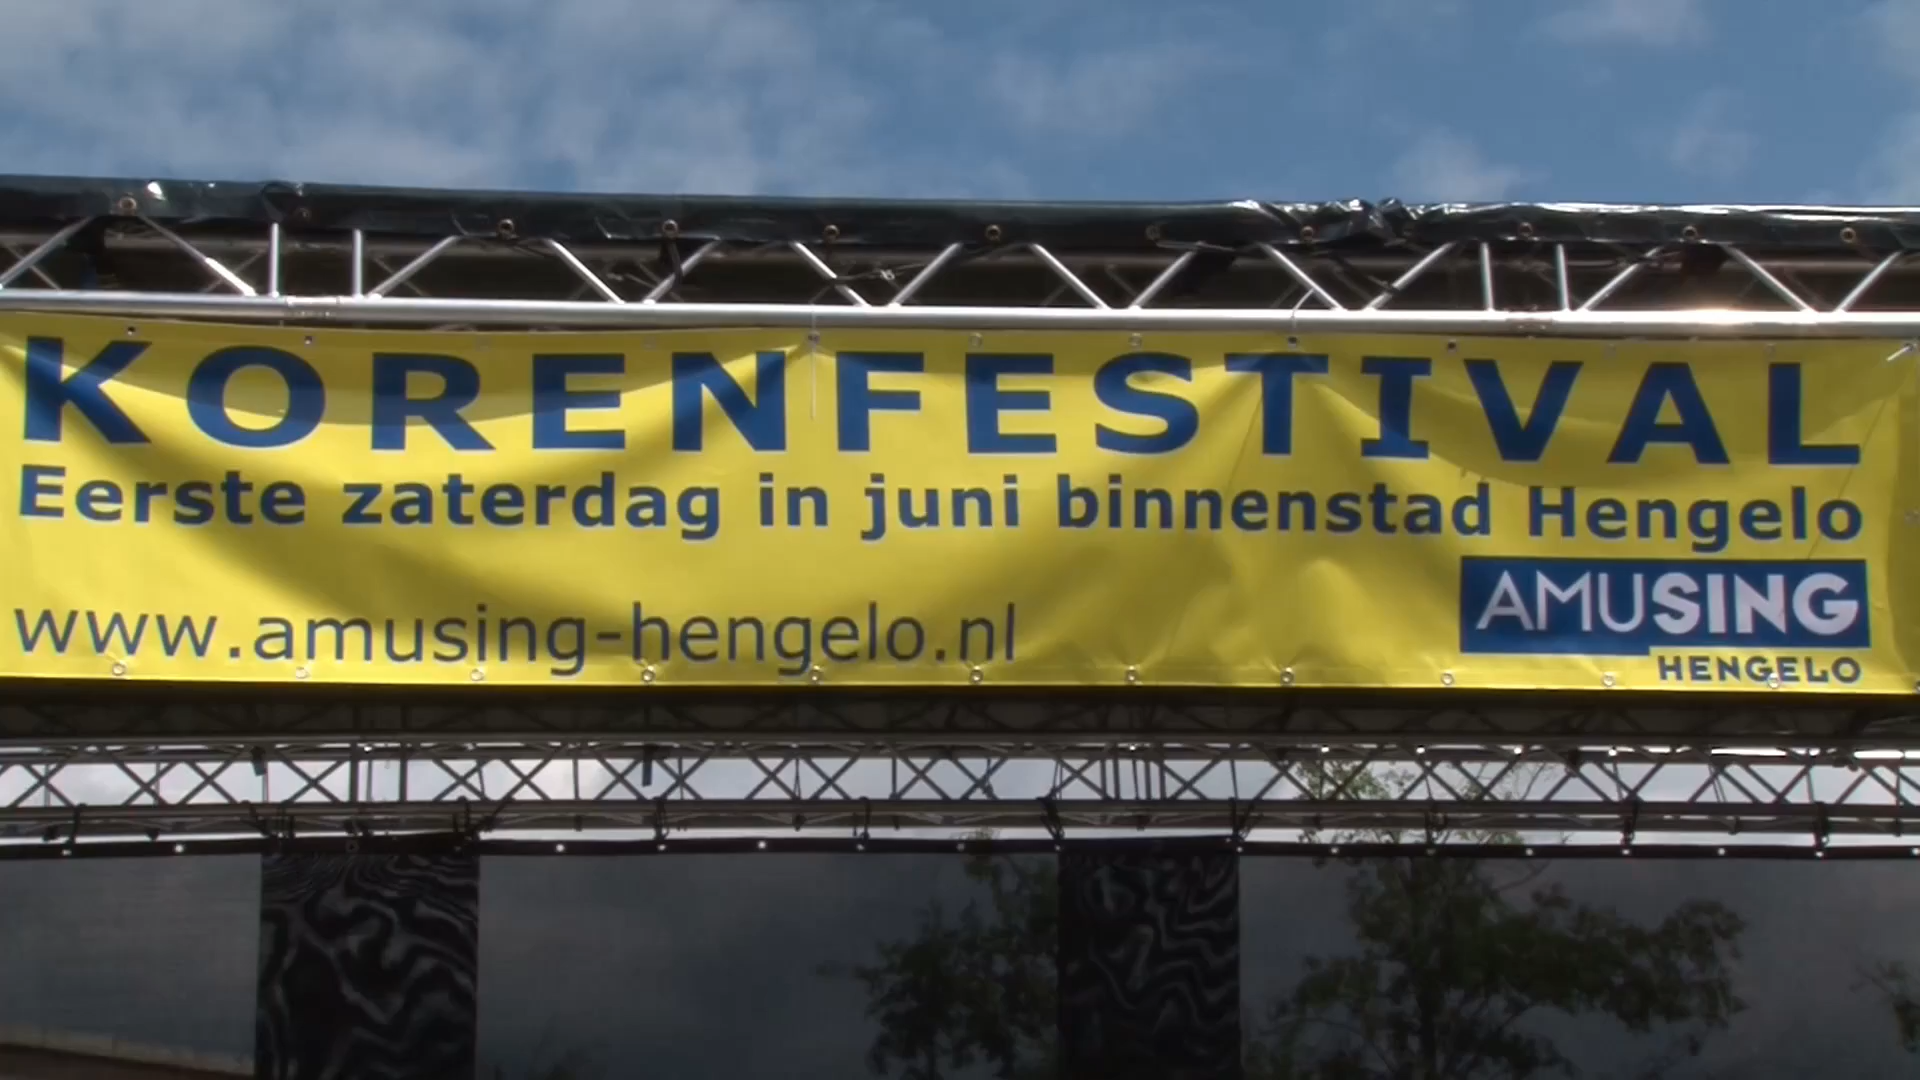 KORENFESTIVAL
Eerste zaterdag in juni binnenstad Hengelo
www.amusing-hengelo.nl
AMUSING
HENGELO